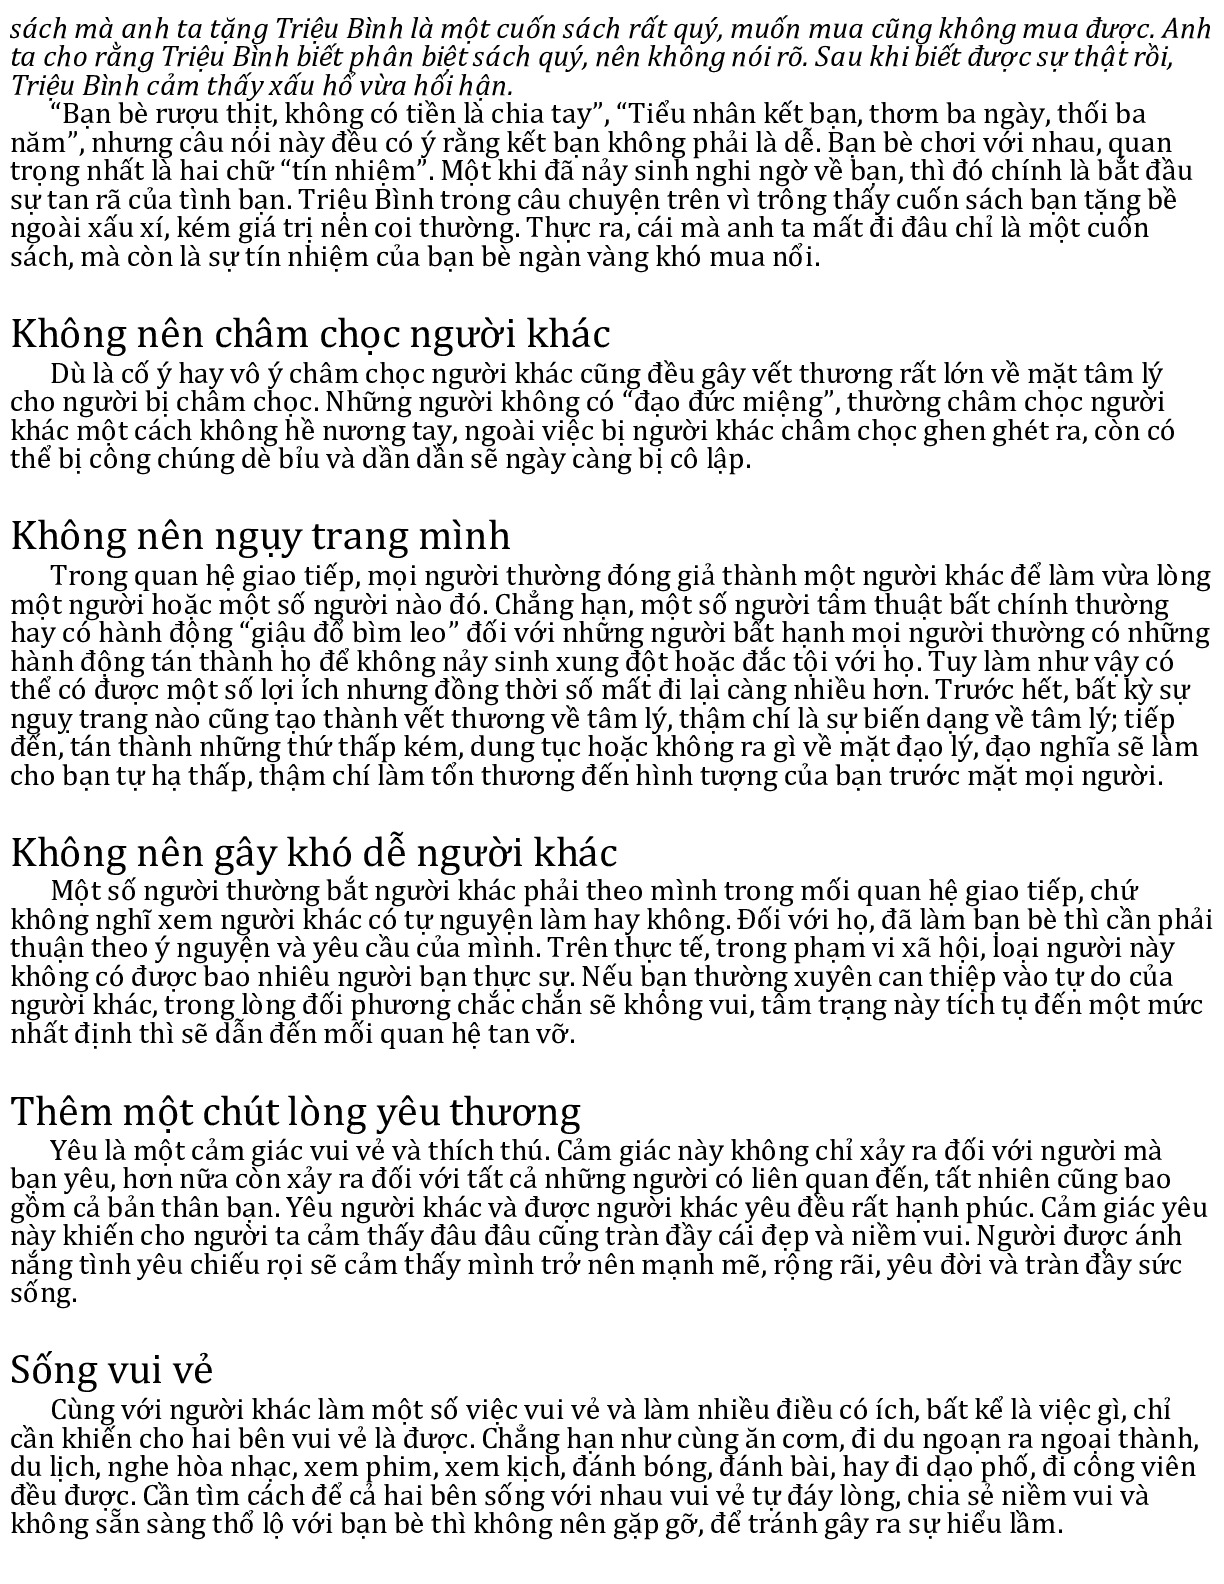 sách mà anh ta tặng Triệu Bình là một cuốn sách rất quý, muốn mua cũng không mua được. Anh
ta cho rằng Triệu Bình biết phân biệt sách quý, nên không nói rõ. Sau khi biết được sự thật rồi,
Triệu Bình cảm thấy xấu hổ vừa hối hận.
“Bạn bè rượu thịt, không có tiền là chia tay”, “Tiểu nhân kết bạn, thơm ba ngày, thối ba
năm”, nhưng câu nói này đều có ý rằng kết bạn không phải là dễ. Bạn bè chơi với nhau, quan
trọng nhất là hai chữ “tín nhiệm”. Một khi đã nảy sinh nghi ngờ về bạn, thì đó chính là bắt đầu
sự tan rã của tình bạn. Triệu Bình trong câu chuyện trên vì trông thấy cuốn sách bạn tặng bề
ngoài xấu xí, kém giá trị nên coi thường. Thực ra, cái mà anh ta mất đi đâu chỉ là một cuốn
sách, mà còn là sự tín nhiệm của bạn bè ngàn vàng khó mua nổi.
Không nên châm chọc người khác
Dù là cố ý hay vô ý châm chọc người khác cũng đều gây vết thương rất lớn về mặt tâm lý
cho người bị châm chọc. Những người không có “đạo đức miệng”, thường châm chọc người
khác một cách không hề nương tay, ngoài việc bị người khác châm chọc ghen ghét ra, còn có
thể bị công chúng dè bỉu và dần dần sẽ ngày càng bị cô lập.
Không nên ngụy trang mình
Trong quan hệ giao tiếp, mọi người thường đóng giả thành một người khác để làm vừa lòng
một người hoặc một số người nào đó. Chẳng hạn, một số người tâm thuật bất chính thường
hay có hành động “giậu đổ bìm leo” đối với những người bất hạnh mọi người thường có những
hành động tán thành họ để không nảy sinh xung đột hoặc đắc tội với họ. Tuy làm như vậy có
thể có được một số lợi ích nhưng đồng thời số mất đi lại càng nhiều hơn. Trước hết, bất kỳ sự
ngụy trang nào cũng tạo thành vết thương về tâm lý, thậm chí là sự biến dạng về tâm lý; tiếp
đến, tán thành những thứ thấp kém, dung tục hoặc không ra gì về mặt đạo lý, đạo nghĩa sẽ làm
cho bạn tự hạ thấp, thậm chí làm tổn thương đến hình tượng của bạn trước mặt mọi người.
Không nên gây khó dễ người khác
Một số người thường bắt người khác phải theo mình trong mối quan hệ giao tiếp, chứ
không nghĩ xem người khác có tự nguyện làm hay không. Đối với họ, đã làm bạn bè thì cần phải
thuận theo ý nguyện và yêu cầu của mình. Trên thực tế, trong phạm vi xã hội, loại người này
không có được bao nhiêu người bạn thực sự. Nếu bạn thường xuyên can thiệp vào tự do của
người khác, trong lòng đối phương chắc chắn sẽ không vui, tâm trạng này tích tụ đến một mức
nhất định thì sẽ dẫn đến mối quan hệ tan vỡ.
Thêm một chút lòng yêu thương
Yêu là một cảm giác vui vẻ và thích thú. Cảm giác này không chỉ xảy ra đối với người mà
bạn yêu, hơn nữa còn xảy ra đối với tất cả những người có liên quan đến, tất nhiên cũng bao
gồm cả bản thân bạn. Yêu người khác và được người khác yêu đều rất hạnh phúc. Cảm giác yêu
này khiến cho người ta cảm thấy đâu đâu cũng tràn đầy cái đẹp và niềm vui. Người được ánh
nắng tình yêu chiếu rọi sẽ cảm thấy mình trở nên mạnh mẽ, rộng rãi, yêu đời và tràn đầy sức
sống.
Sống vui vẻ
Cùng với người khác làm một số việc vui vẻ và làm nhiều điều có ích, bất kể là việc gì, chỉ
cần khiến cho hai bên vui vẻ là được. Chẳng hạn như cùng ăn cơm, đi du ngoạn ra ngoại thành,
du lịch, nghe hòa nhạc, xem phim, xem kịch, đánh bóng, đánh bài, hay đi dạo phố, đi công viên
đều được. Cần tìm cách để cả hai bên sống với nhau vui vẻ tự đáy lòng, chia sẻ niềm vui và
không sẵn sàng thổ lộ với bạn bè thì không nên gặp gỡ, để tránh gây ra sự hiểu lầm.